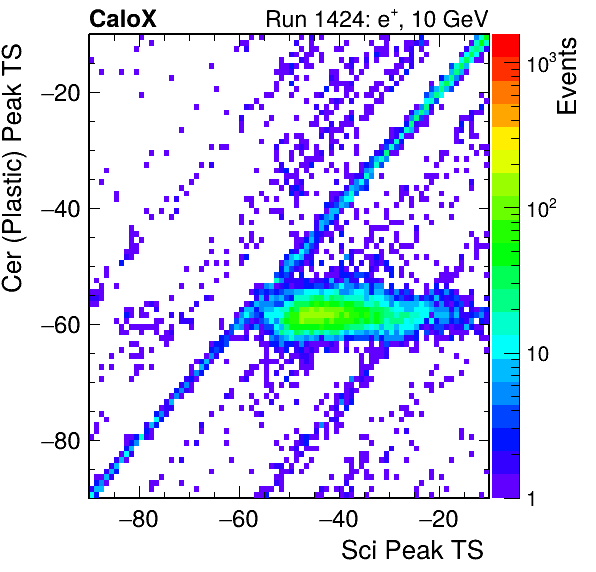 CaloX Run 1424: e⁺, 10 GeV
Cer (Plastic) Peak TS
−20
−40
−60
−80
−80 −60 −40 −20
Sci Peak TS
Events
10³
10²
10
1